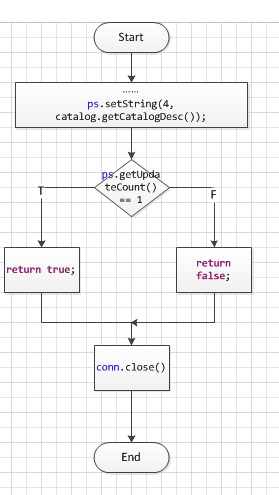 Start
......
ps.setString(4,
catalog.getCatalogDesc());
ps.getUpda
teCount()
== 1
T
F
return true;
return
false;
conn.close()
End